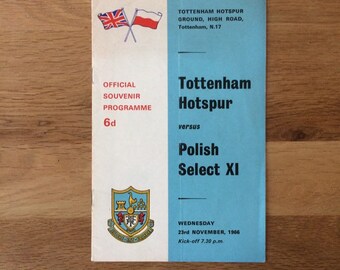 TOTTENHAM HOTSPUR
GROUND, HIGH ROAD,
Tottenham, N.17
OFFICIAL
SOUVENIR
PROGRAMME
6d
Tottenham
Hotspur
versus
Polish
Select XI
WEDNESDAY
23rd NOVEMBER, 1966
Kick-off 7.30 p.m.